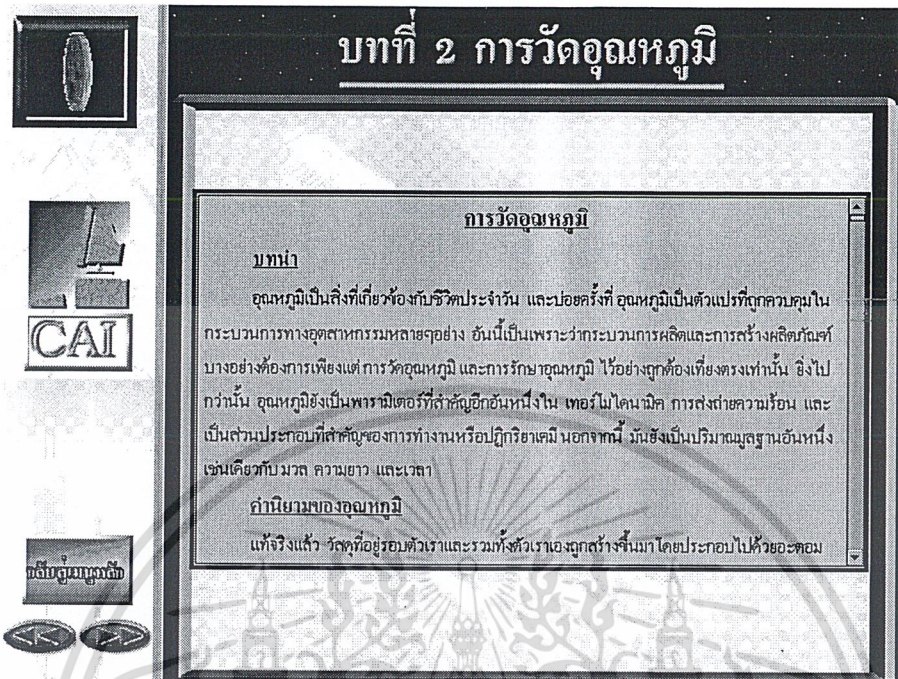 บทที่ 2 การวัดอุณหภูมิ
การวัดอุณหภูมิ
บทนำ
อุณหภูมิเป็นสิ่งที่เกี่ยวข้องกับชีวิตประจำวัน และบ่อยครั้งที่ อุณหภูมิเป็นตัวแปรที่ถูกควบคุมใน
กระบวนการทางอุตสาหกรรมหลายๆอย่าง อันนี้เป็นเพราะว่ากระบวนการผลิตและการสร้างผลิตภัณฑ์
บางอย่างต้องการเพียงแต่ การวัดอุณหภูมิ และการรักษาอุณหภูมิ ไว้อย่างถูกต้องเที่ยงตรงเท่านั้น ยิ่งไป
กว่านั้น อุณหภูมิยังเป็นพารามิเตอร์ที่สำคัญอีกอันหนึ่งใน เทอร์โมไดนามิค การส่งถ่ายความร้อน และ
เป็นส่วนประกอบที่สำคัญของการทำงานหรือปฏิกริยาเคมี นอกจากนี้ มันยังเป็นปริมาณมูลฐานอันหนึ่ง
เช่นเดียวกับ มวล ความยาว และเวลา
คำนิยามของอุณหภูมิ
แท้จริงแล้ว วัสดุที่อยู่รอบตัวเราและรวมทั้งตัวเราเองถูกสร้างขึ้นมาโดยประกอบไปด้วยอะตอม
CAI
กลับสู่เมนูหลัก
<< >>